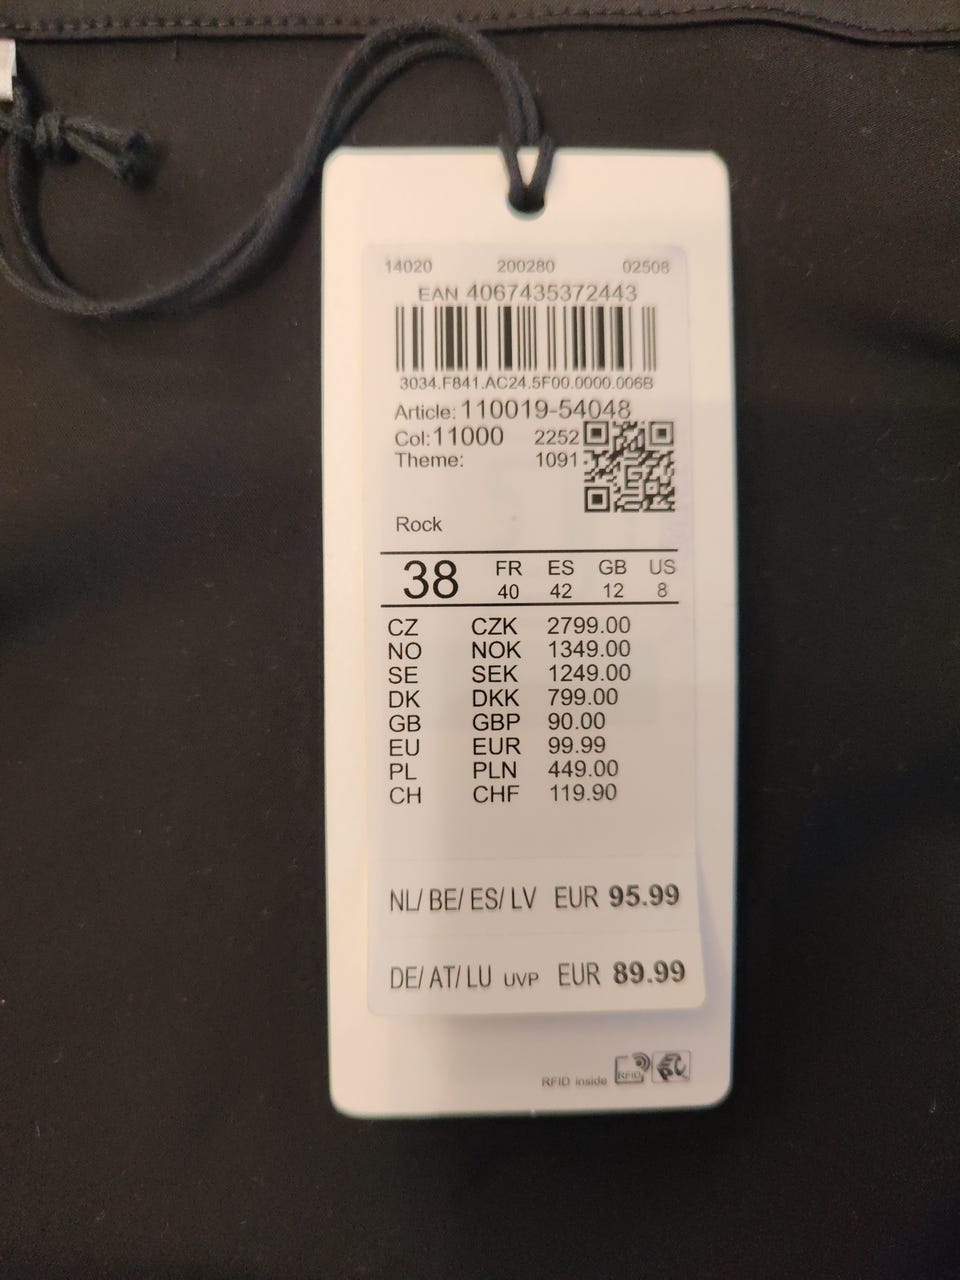 14020 200280 02508
EAN 4067435372443
3034.F841.AC24.5F00.0000.006B
Article: 110019-54048
Col:11000 2252
Theme: 1091
Rock
38 FR ES GB US
40 42 12 8
CZ CZK 2799.00
NO NOK 1349.00
SE SEK 1249.00
DK DKK 799.00
GB GBP 90.00
EU EUR 99.99
PL PLN 449.00
CH CHF 119.90
NL/ BE/ ES/ LV EUR 95.99
DE/ AT/ LU UVP EUR 89.99
RFID inside RFID